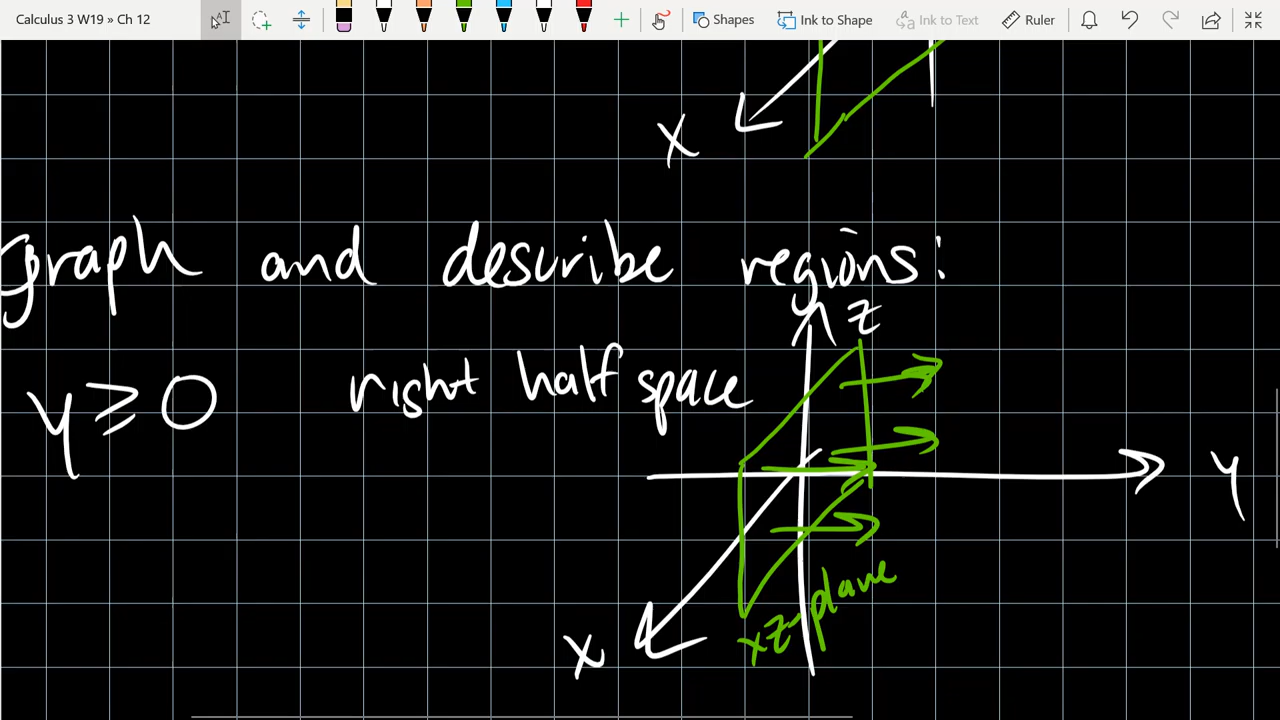 Calculus 3 W19 » Ch 12
Shapes
Ink to Shape
Ink to Text
Ruler
x
graph and describe regions:
z
y ≥ 0
right half space
y
xz-plane
x